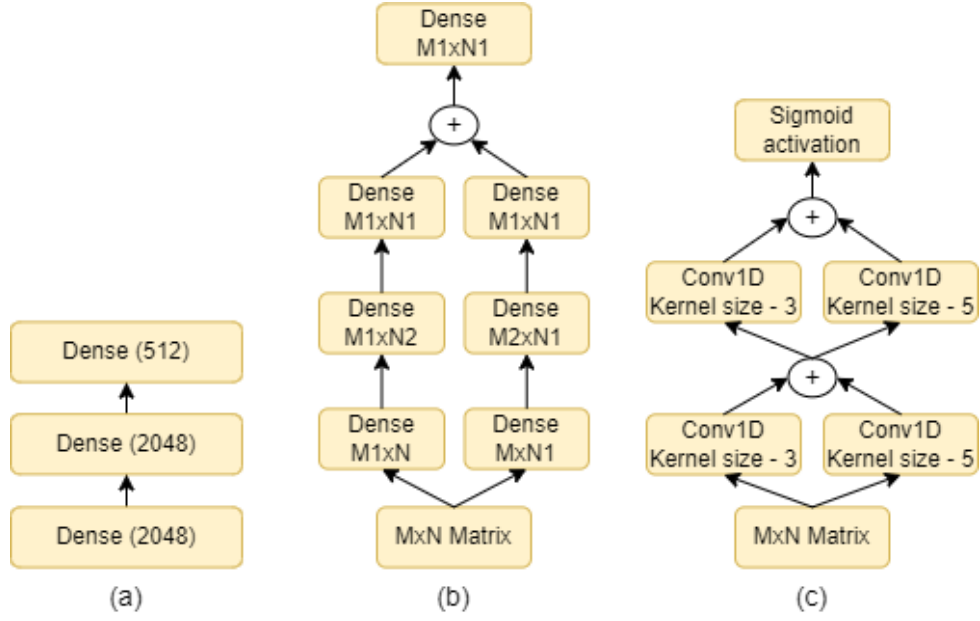 Dense (512)
Dense (2048)
Dense (2048)
(a)
Dense
M1xN1
+
Dense
M1xN1
Dense
M1xN1
Dense
M1xN2
Dense
M2xN1
Dense
M1xN
Dense
MxN1
MxN Matrix
(b)
Sigmoid
activation
+
Conv1D
Kernel size - 3
Conv1D
Kernel size - 5
+
Conv1D
Kernel size - 3
Conv1D
Kernel size - 5
MxN Matrix
(c)